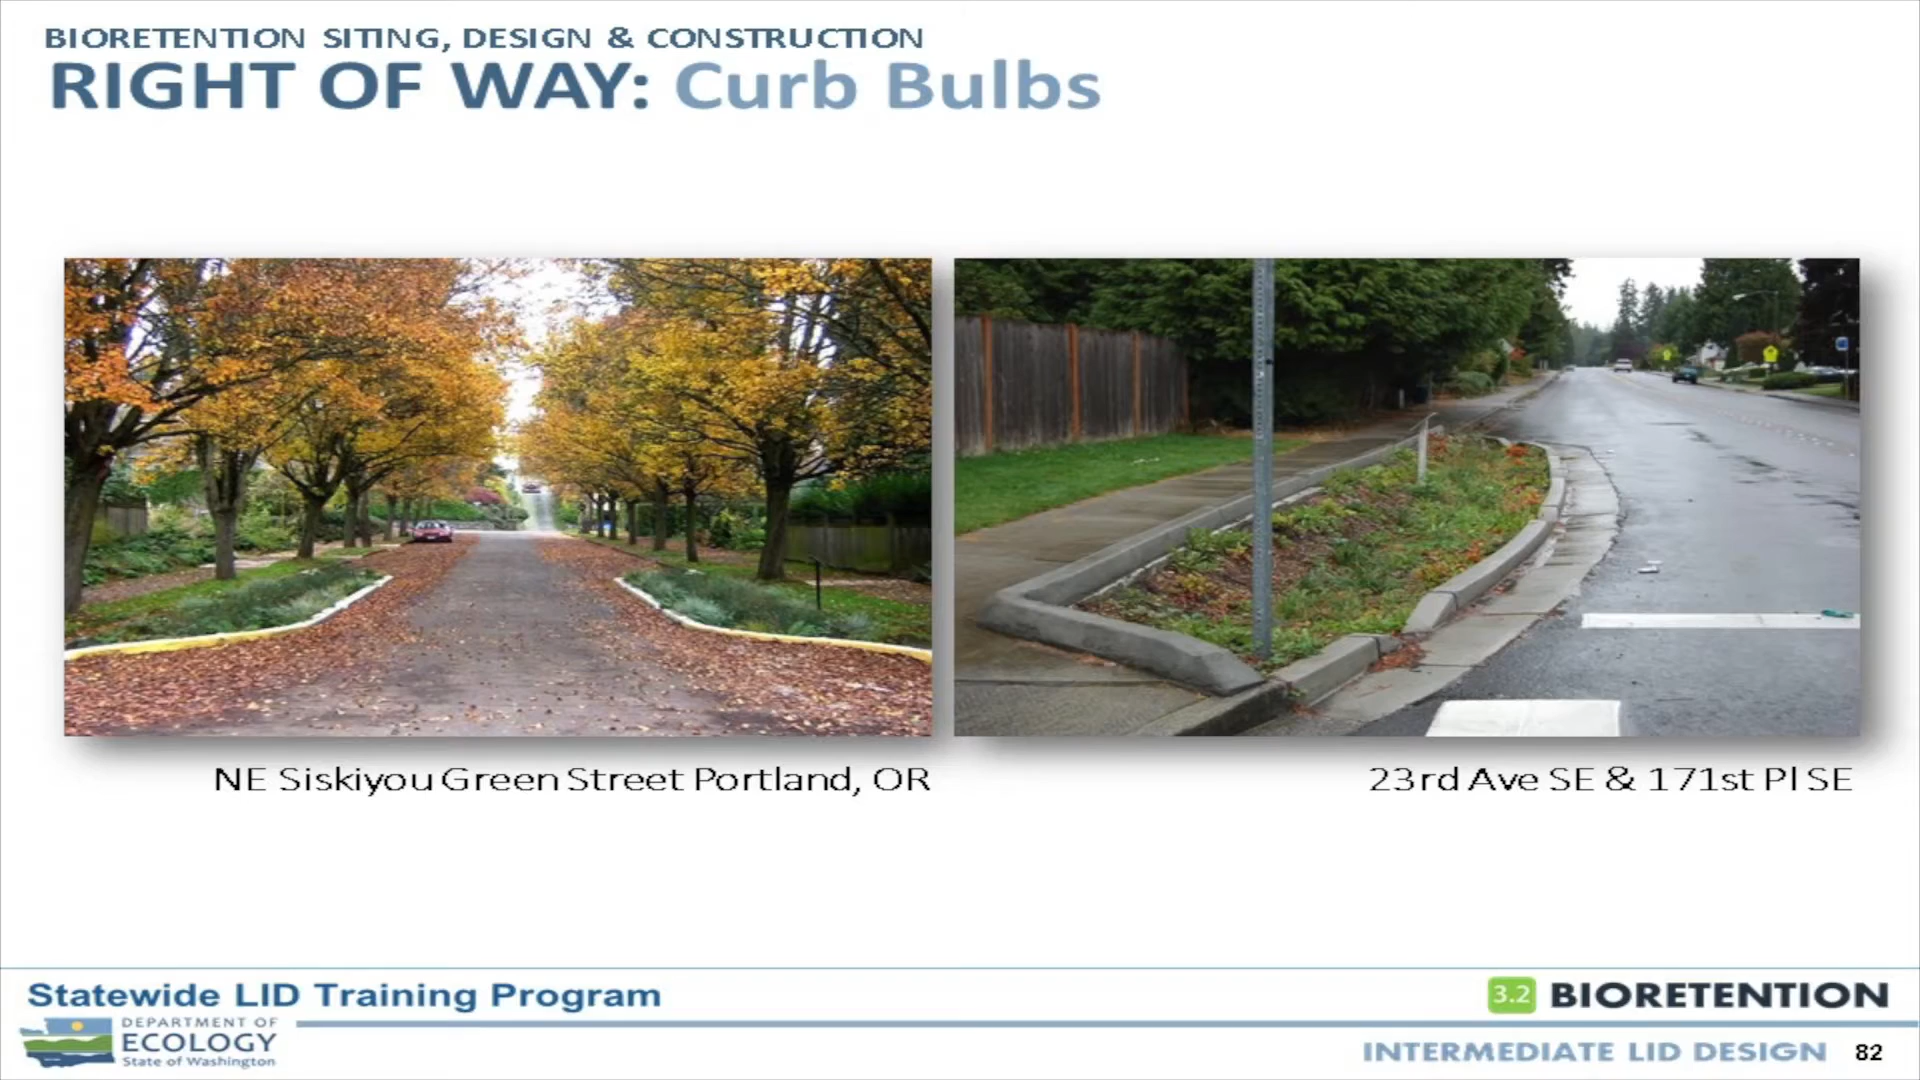 BIORETENTION SITING, DESIGN & CONSTRUCTION
RIGHT OF WAY: Curb Bulbs
NE Siskiyou Green Street Portland, OR
23rd Ave SE & 171st Pl SE
Statewide LID Training Program
DEPARTMENT OF
ECOLOGY
State of Washington
3.2 BIORETENTION
INTERMEDIATE LID DESIGN 82